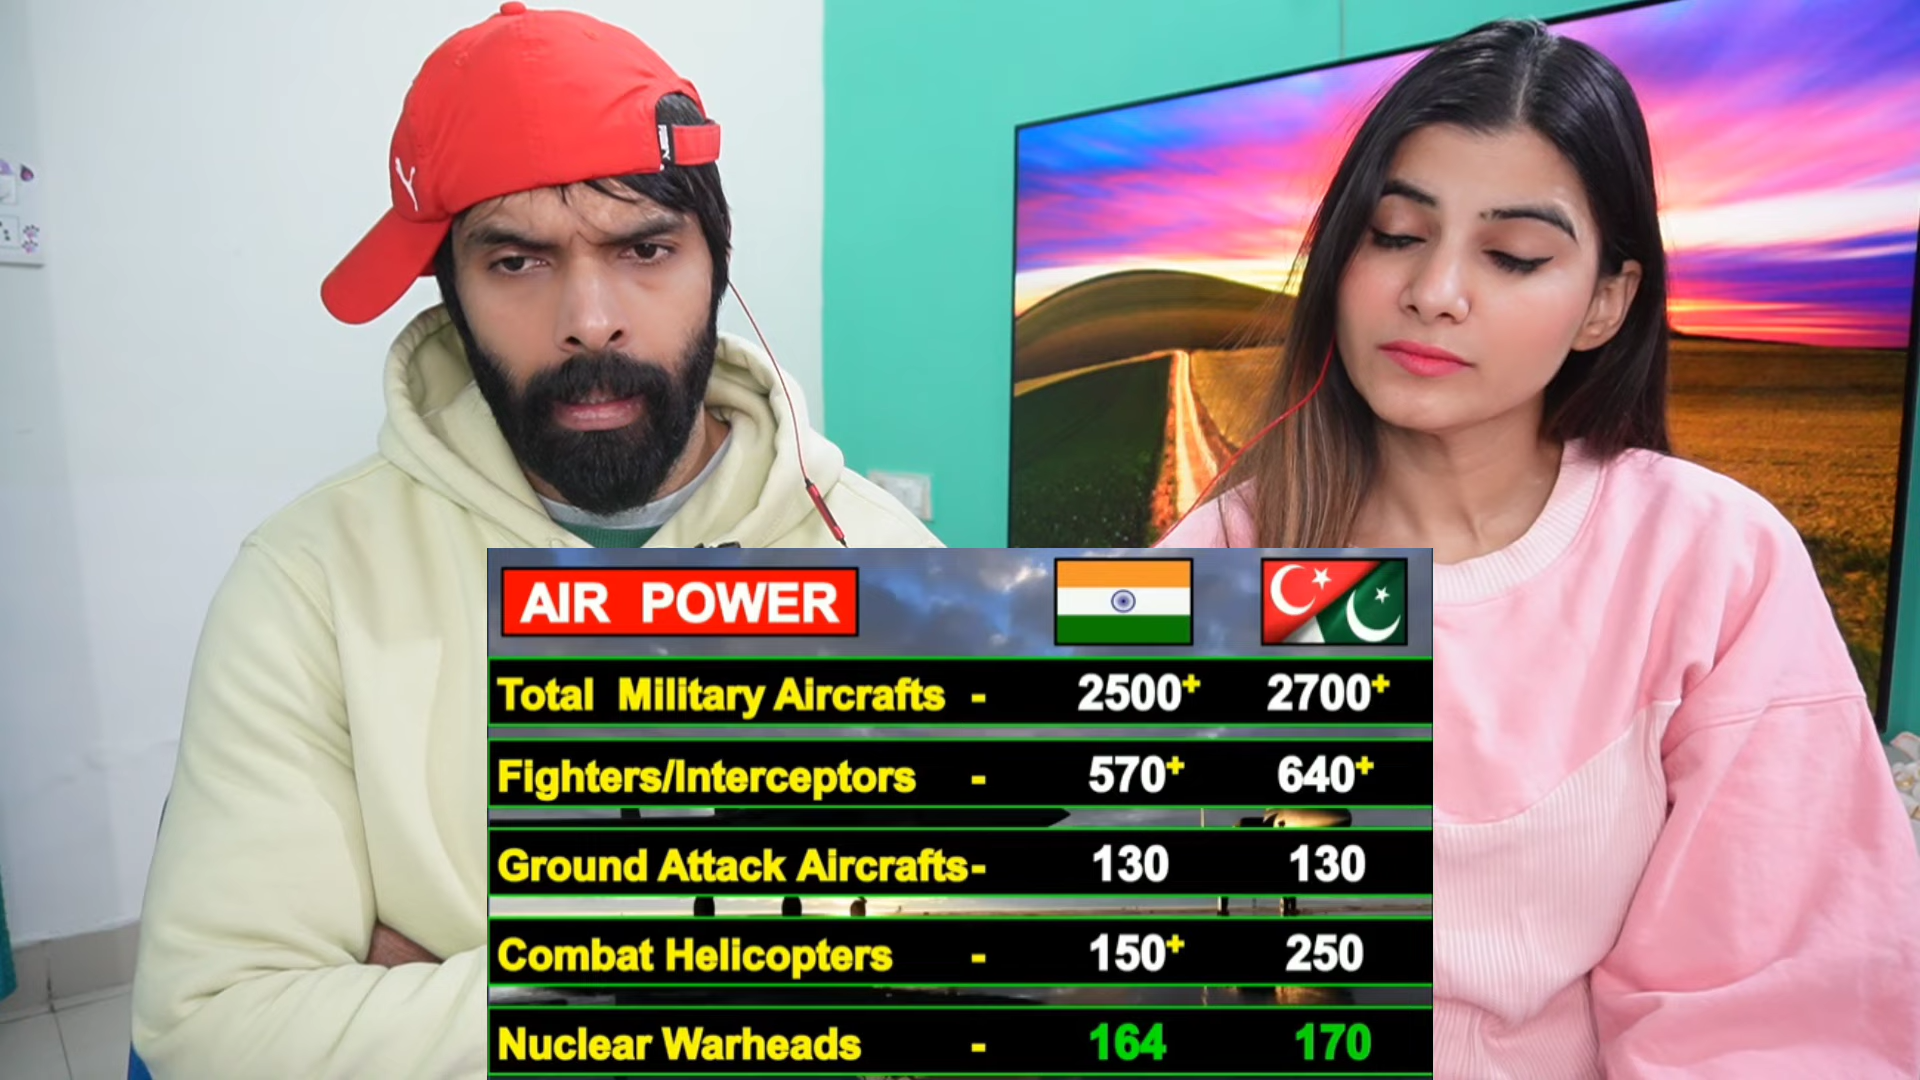 AIR POWER
Total Military Aircrafts - 2500+ 2700+
Fighters/Interceptors - 570+ 640+
Ground Attack Aircrafts- 130 130
Combat Helicopters - 150+ 250
Nuclear Warheads - 164 170